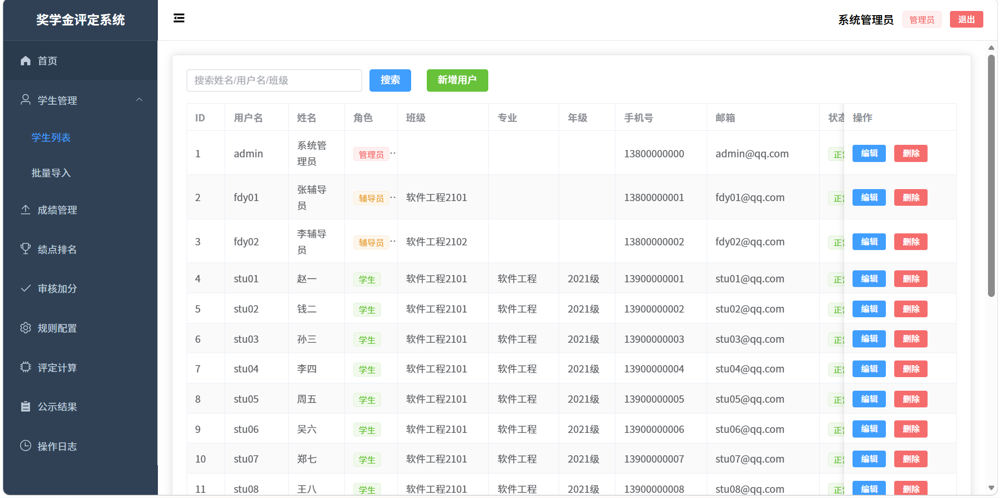 奖学金评定系统
系统管理员 管理员 退出
首页
学生管理
学生列表
批量导入
成绩管理
绩点排名
审核加分
规则配置
评定计算
公示结果
操作日志
搜索姓名/用户名/班级 搜索 新增用户
ID 用户名 姓名 角色 班级 专业 年级 手机号 邮箱 状态 操作
1 admin 系统管理员 管理员 ·· 13800000000 admin@qq.com 正 编辑 删除
2 fdy01 张辅导员 辅导员 ·· 软件工程2101 13800000001 fdy01@qq.com 正 编辑 删除
3 fdy02 李辅导员 辅导员 ·· 软件工程2102 13800000002 fdy02@qq.com 正 编辑 删除
4 stu01 赵一 学生 软件工程2101 软件工程 2021级 13900000001 stu01@qq.com 正 编辑 删除
5 stu02 钱二 学生 软件工程2101 软件工程 2021级 13900000002 stu02@qq.com 正 编辑 删除
6 stu03 孙三 学生 软件工程2101 软件工程 2021级 13900000003 stu03@qq.com 正 编辑 删除
7 stu04 李四 学生 软件工程2101 软件工程 2021级 13900000004 stu04@qq.com 正 编辑 删除
8 stu05 周五 学生 软件工程2101 软件工程 2021级 13900000005 stu05@qq.com 正 编辑 删除
9 stu06 吴六 学生 软件工程2101 软件工程 2021级 13900000006 stu06@qq.com 正 编辑 删除
10 stu07 郑七 学生 软件工程2101 软件工程 2021级 13900000007 stu07@qq.com 正 编辑 删除
11 stu08 王八 学生 软件工程2101 软件工程 2021级 13900000008 stu08@qq.com 正 编辑 删除